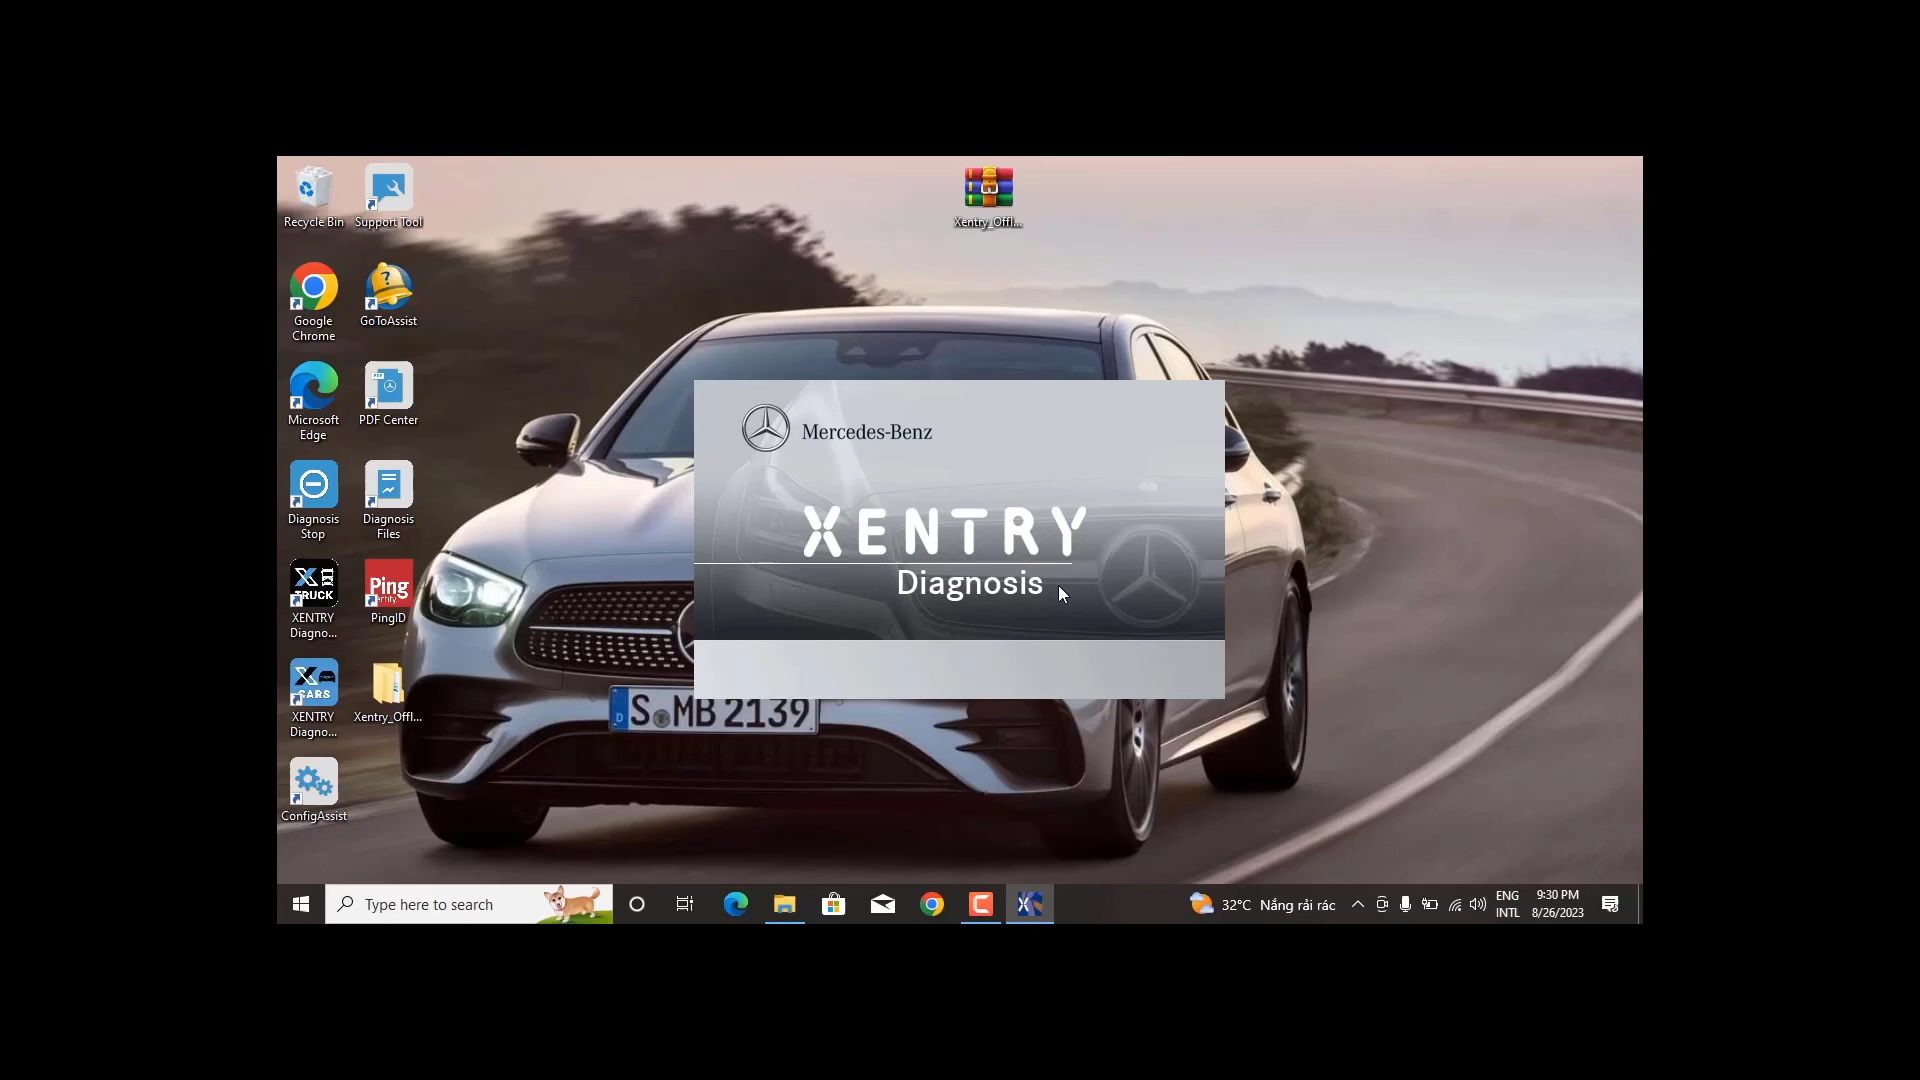 Recycle Bin
Support Tool
Xentry_Offl...
Google
Chrome
GoToAssist
Microsoft
Edge
PDF
PDF Center
Diagnosis
Stop
Diagnosis
Files
X
TRUCK
XENTRY
Diagno...
Ping
Identity.
PingID
X
CARS
XENTRY
Diagno...
Xentry_Offl...
ConfigAssist
Mercedes-Benz
XENTRY
Diagnosis
D S MB 2139
Type here to search
32°C Nắng rải rác
ENG
INTL
9:30 PM
8/26/2023